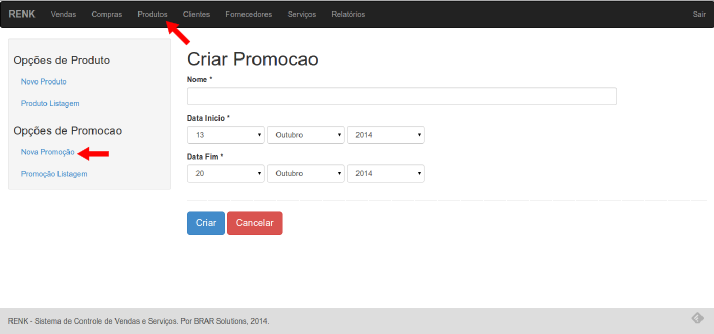 RENK Vendas Compras Produtos Clientes Fornecedores Serviços Relatórios Sair
Opções de Produto
Novo Produto
Produto Listagem
Opções de Promocao
Nova Promoção
Promoção Listagem
Criar Promocao
Nome *
Data Inicio *
13 Outubro 2014
Data Fim *
20 Outubro 2014
Criar Cancelar
RENK - Sistema de Controle de Vendas e Serviços. Por BRAR Solutions, 2014.